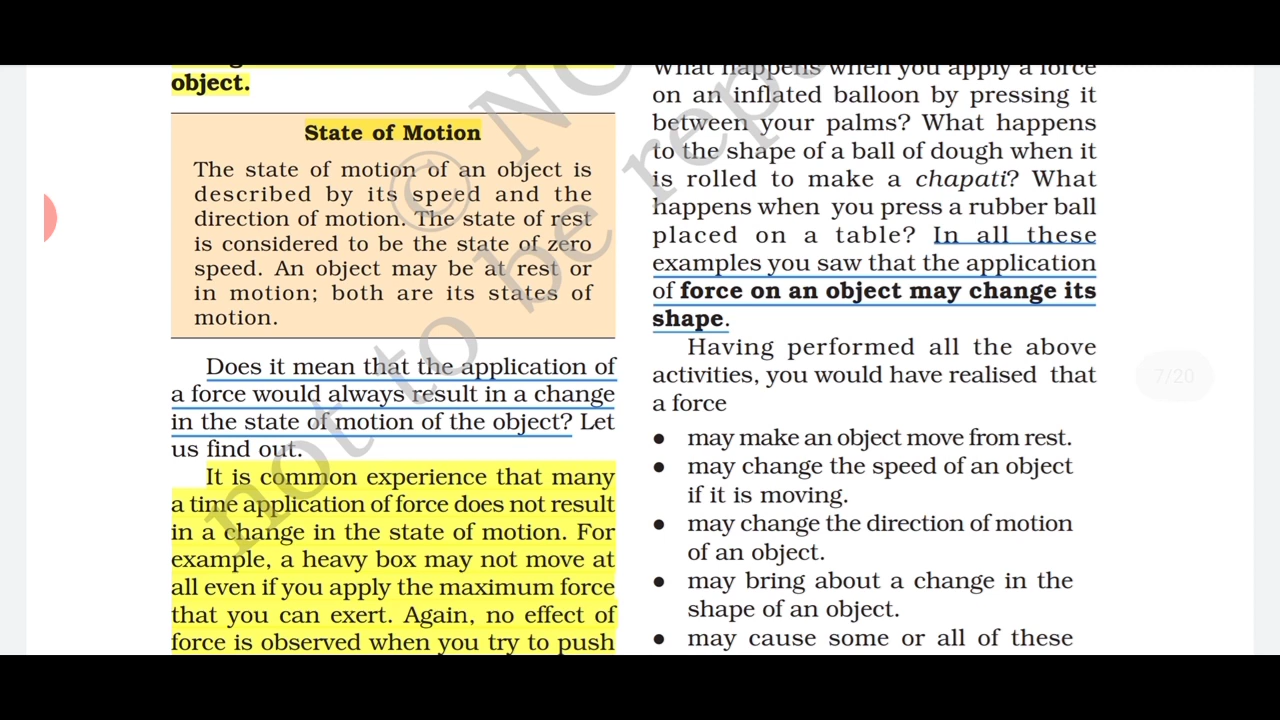 object.
State of Motion
The state of motion of an object is
described by its speed and the
direction of motion. The state of rest
is considered to be the state of zero
speed. An object may be at rest or
in motion; both are its states of
motion.
Does it mean that the application of
a force would always result in a change
in the state of motion of the object? Let
us find out.
It is common experience that many
a time application of force does not result
in a change in the state of motion. For
example, a heavy box may not move at
all even if you apply the maximum force
that you can exert. Again, no effect of
force is observed when you try to push
What happens when you apply a force
on an inflated balloon by pressing it
between your palms? What happens
to the shape of a ball of dough when it
is rolled to make a chapati? What
happens when you press a rubber ball
placed on a table? In all these
examples you saw that the application
of force on an object may change its
shape.
Having performed all the above
activities, you would have realised that
a force
• may make an object move from rest.
• may change the speed of an object
if it is moving.
• may change the direction of motion
of an object.
• may bring about a change in the
shape of an object.
• may cause some or all of these
7/20
© NC
not to be rep